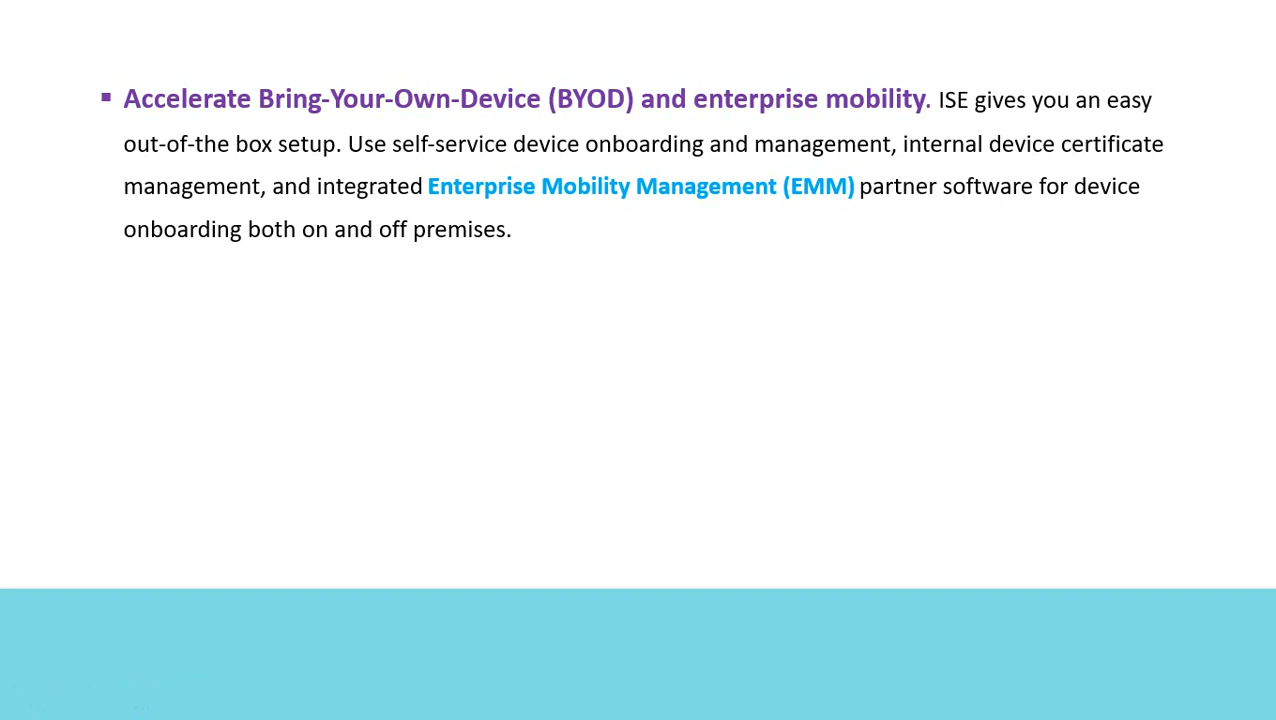 ▪ Accelerate Bring-Your-Own-Device (BYOD) and enterprise mobility. ISE gives you an easy
out-of-the box setup. Use self-service device onboarding and management, internal device certificate
management, and integrated Enterprise Mobility Management (EMM) partner software for device
onboarding both on and off premises.